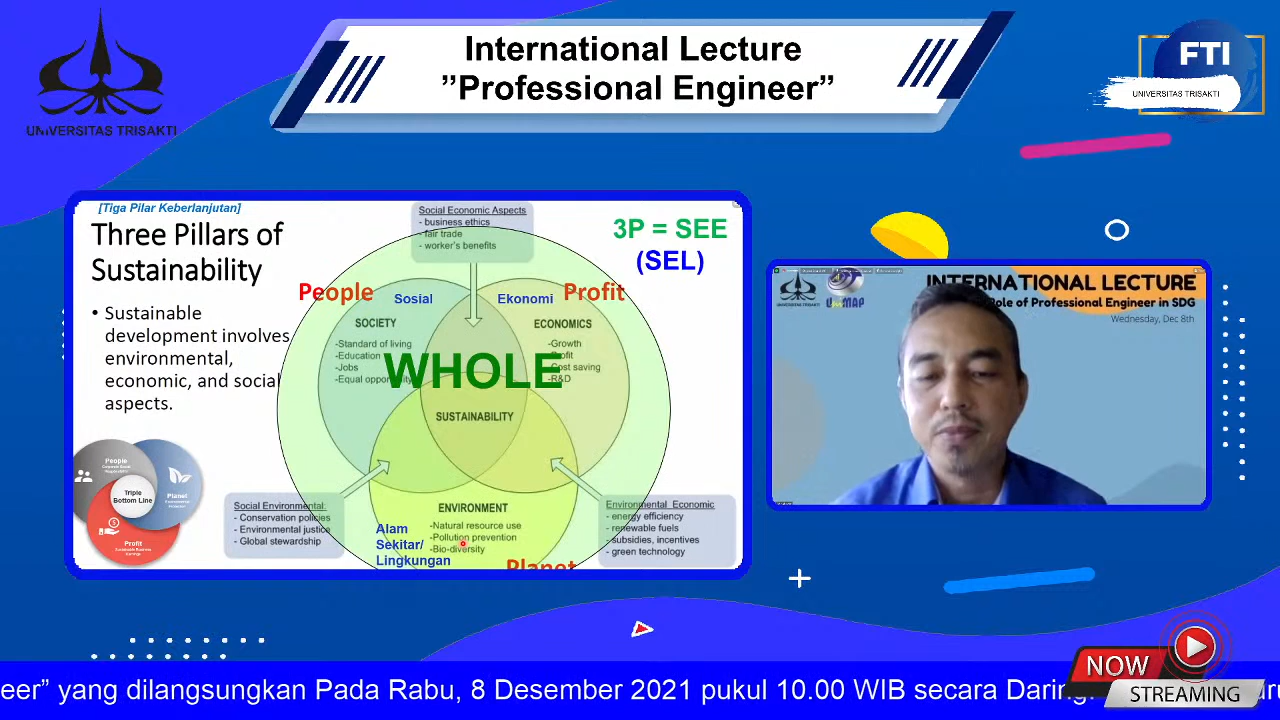 International Lecture
”Professional Engineer”
UNIVERSITAS TRISAKTI
FTI
UNIVERSITAS TRISAKTI
[Tiga Pilar Keberlanjutan]
Three Pillars of
Sustainability
• Sustainable
development involves
environmental,
economic, and social
aspects.
Social Economic Aspects
- business ethics
- fair trade
- worker's benefits
3P = SEE
(SEL)
People
Sosial
Ekonomi
Profit
SOCIETY
-Standard of living
-Education
-Jobs
-Equal opportunity
ECONOMICS
-Growth
-Profit
-Cost saving
-R&D
WHOLE
SUSTAINABILITY
Social Environmental:
- Conservation policies
- Environmental justice
- Global stewardship
ENVIRONMENT
-Natural resource use
-Pollution prevention
-Bio-diversity
Alam
Sekitar/
Lingkungan
Planet
Environmental Economic
- energy efficiency
- renewable fuels
- subsidies, incentives
- green technology
People
Planet
Triple
Bottom Line
Profit
INTERNATIONAL LECTURE
Role of Professional Engineer in SDG
Wednesday, Dec 8th
UniMAP
eer” yang dilangsungkan Pada Rabu, 8 Desember 2021 pukul 10.00 WIB secara Daring.
NOW
STREAMING